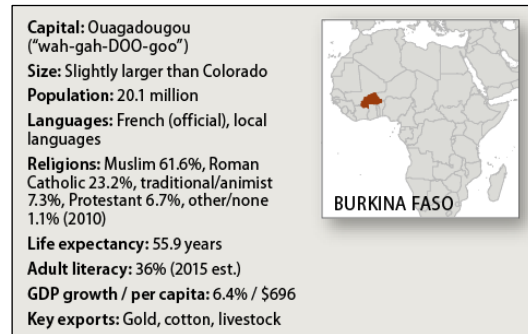 Capital: Ouagadougou
(“wah-gah-DOO-goo”)
Size: Slightly larger than Colorado
Population: 20.1 million
Languages: French (official), local
languages
Religions: Muslim 61.6%, Roman
Catholic 23.2%, traditional/animist
7.3%, Protestant 6.7%, other/none
1.1% (2010)
Life expectancy: 55.9 years
Adult literacy: 36% (2015 est.)
GDP growth / per capita: 6.4% / $696
Key exports: Gold, cotton, livestock
BURKINA FASO